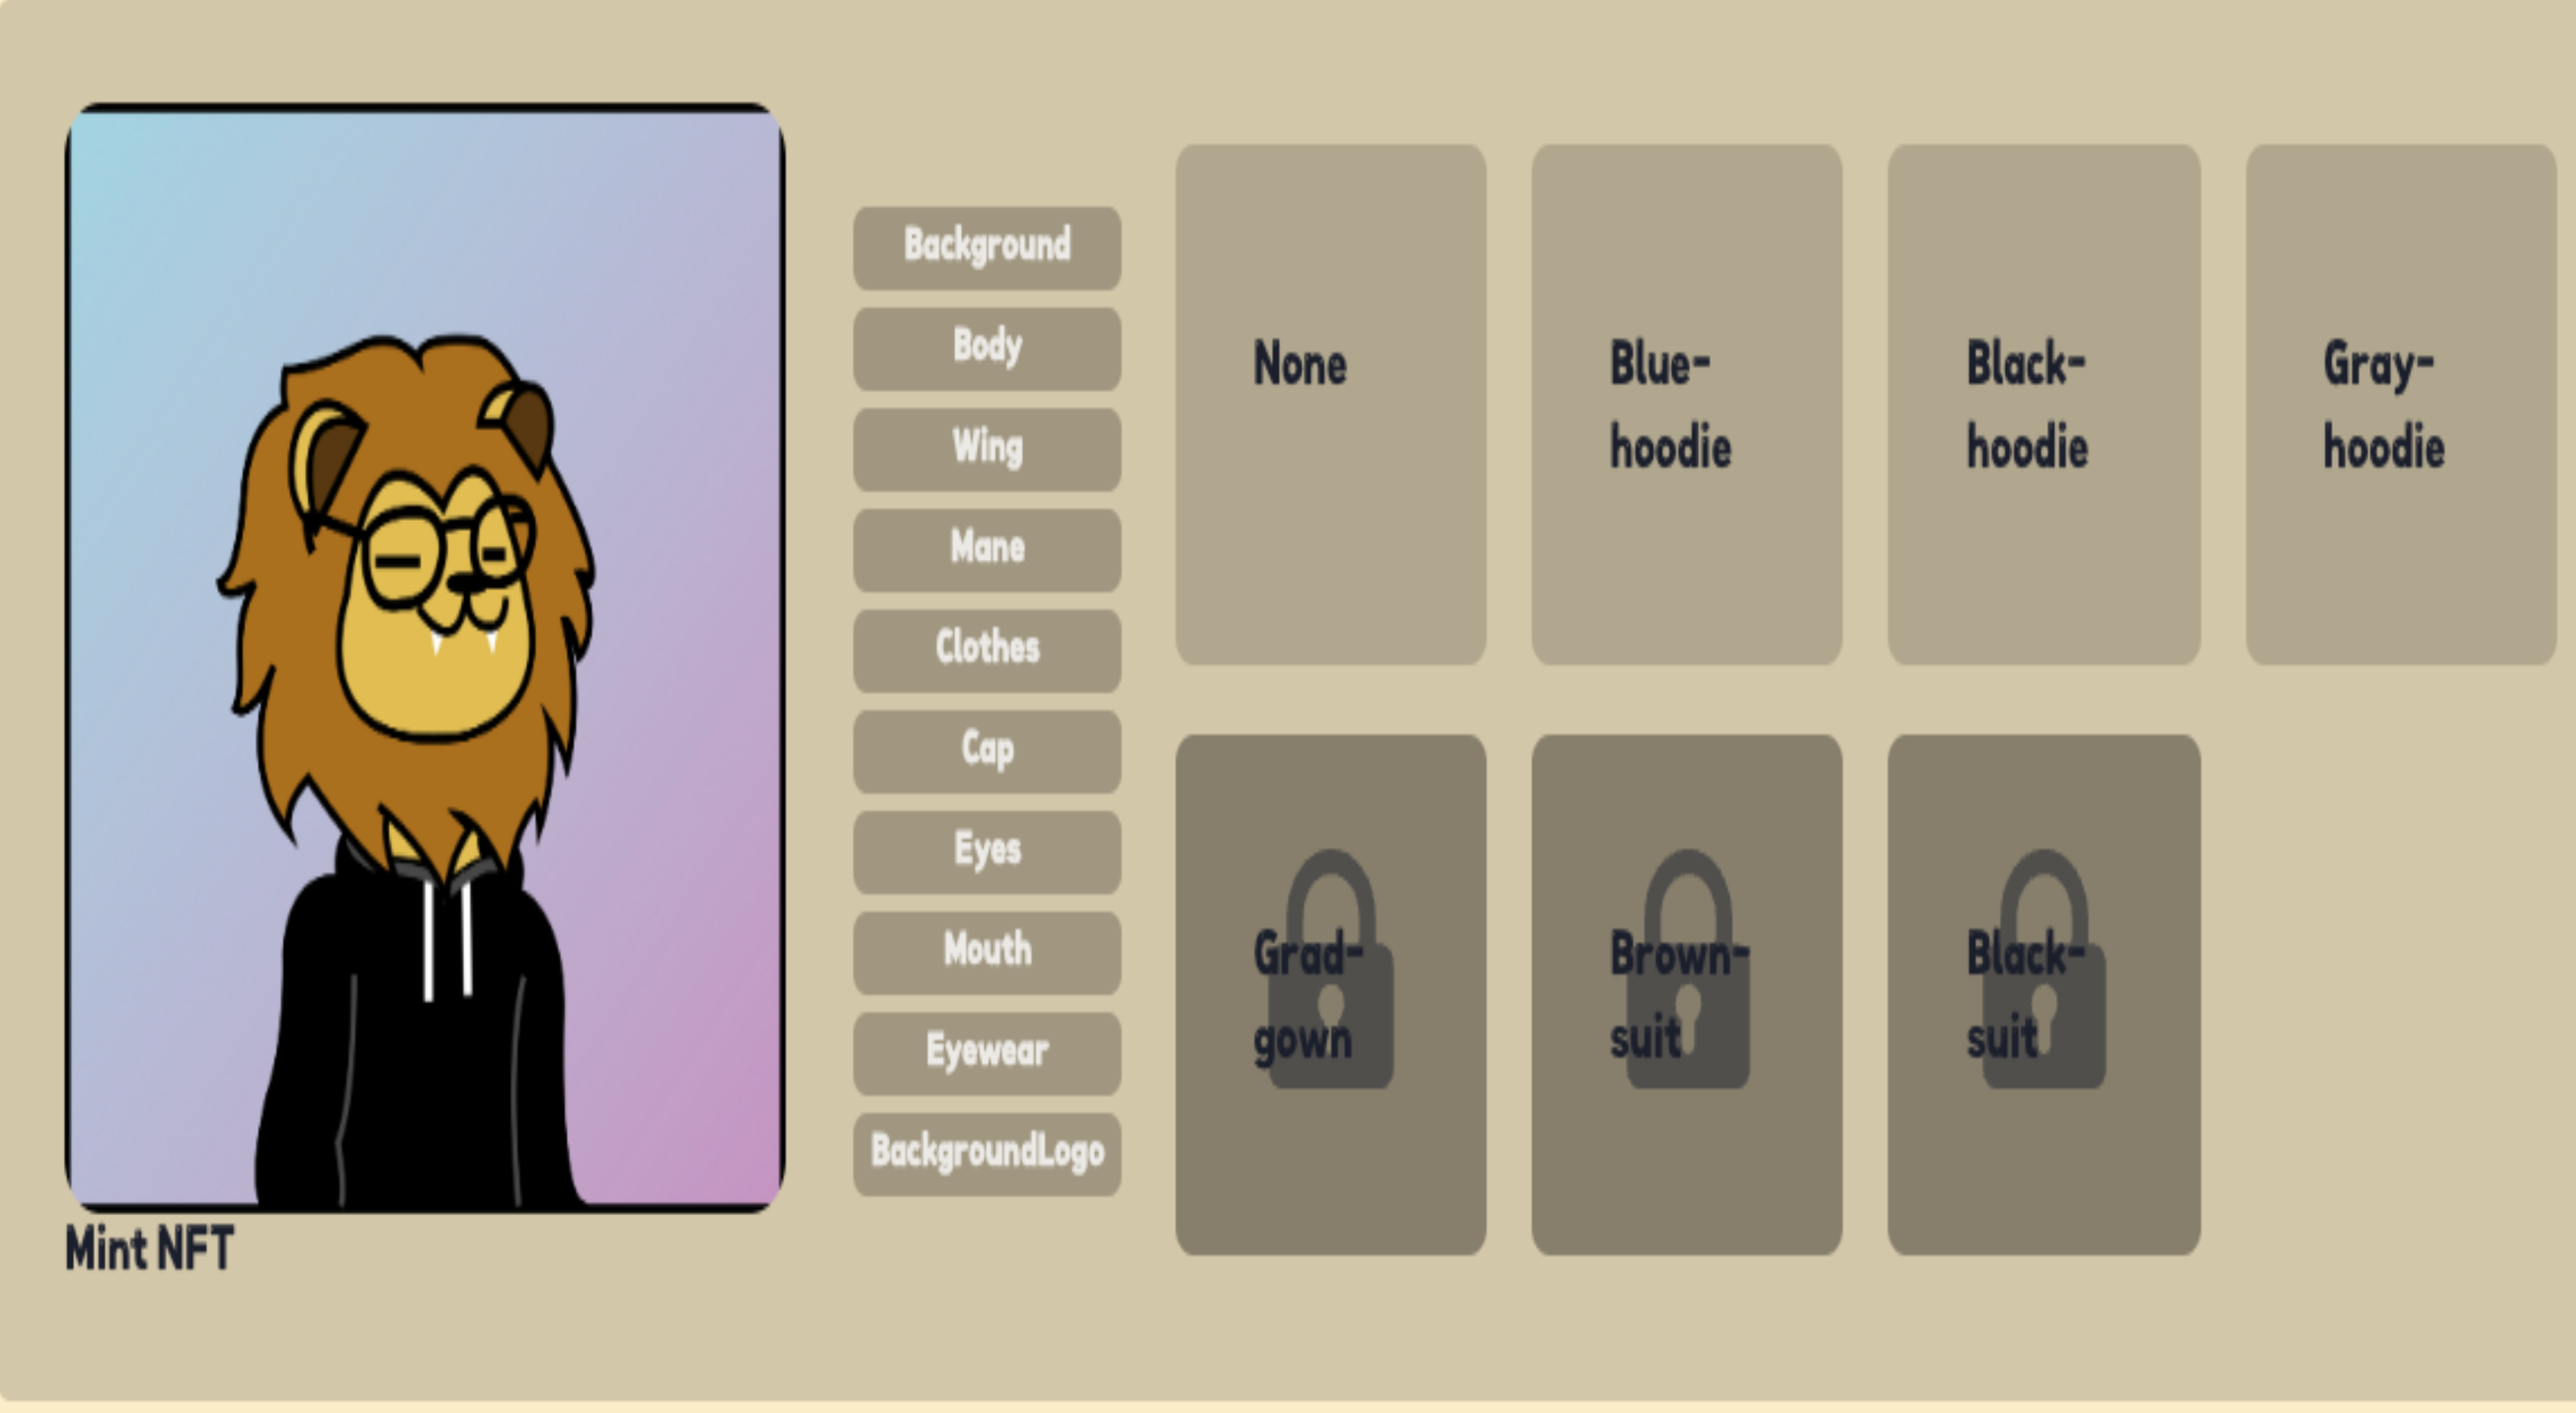 Mint NFT
Background
Body
Wing
Mane
Clothes
Cap
Eyes
Mouth
Eyewear
BackgroundLogo
None
Blue-
hoodie
Black-
hoodie
Gray-
hoodie
Grad-
gown
Brown-
suit
Black-
suit